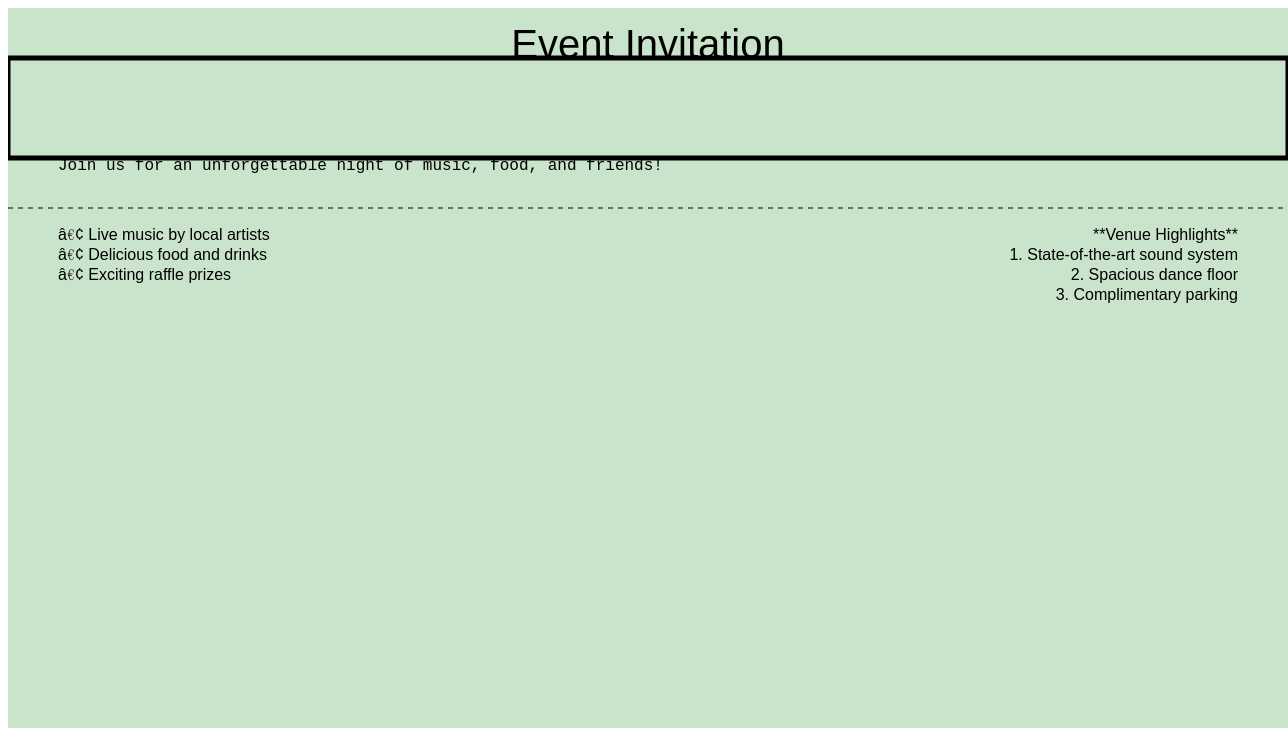 Event Invitation
Join us for an unforgettable night of music, food, and friends!
â€¢ Live music by local artists
â€¢ Delicious food and drinks
â€¢ Exciting raffle prizes
**Venue Highlights**
1. State-of-the-art sound system
2. Spacious dance floor
3. Complimentary parking